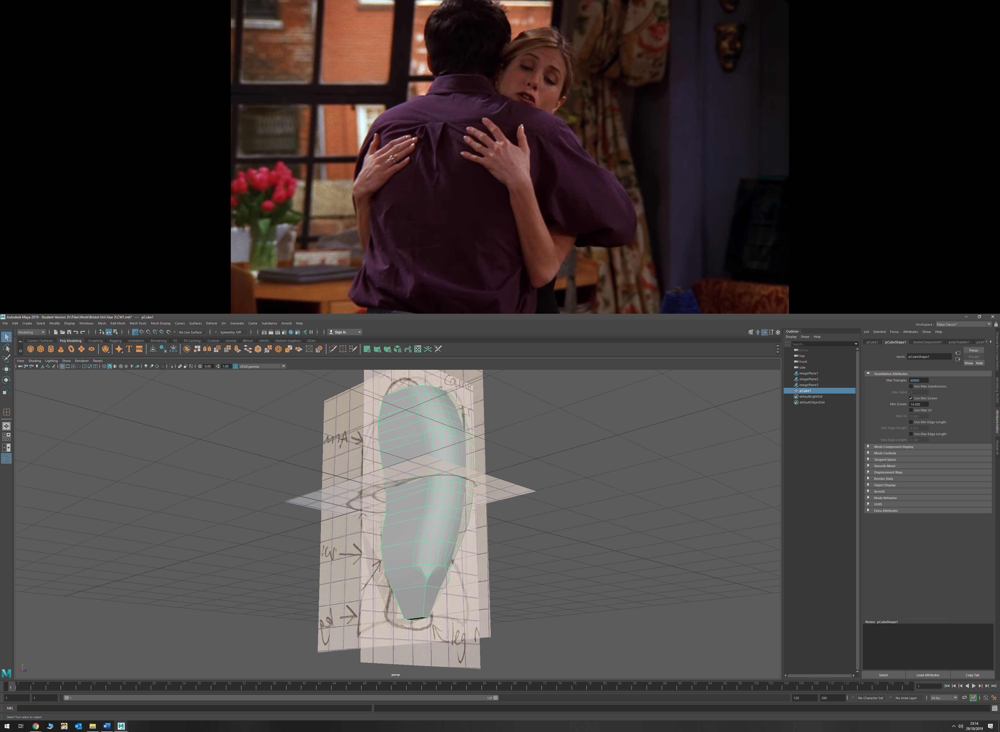 Autodesk Maya 2019 - Student Version: D:\Files\Work\Bristol Uni\Year 3\CW1.mb* --- pCube1
File Edit Create Select Modify Display Windows Mesh Edit Mesh Mesh Tools Mesh Display Curves Surfaces Deform UV Generate Cache Substance Arnold Help
Workspace: Maya Classic*
Modeling No Live Surface Symmetry: Off Sign In
Curves / Surfaces Poly Modeling Sculpting Rigging Animation Rendering FX FX Caching Custom Arnold Bifrost MASH Motion Graphics XGen
SVG
View Shading Lighting Show Renderer Panels
0.00 1.00 sRGB gamma
persp
Outliner
Display Show Help
Search...
persp
top
front
side
imagePlane1
imagePlane2
imagePlane3
pCube1
defaultLightSet
defaultObjectSet
List Selected Focus Attributes Show Help
pCube1 pCubeShape1 deleteComponent1 polyChamfer1 polyT
mesh: pCubeShape1
Focus
Presets
Show Hide
Tessellation Attributes
Max Triangles 60000
Use Max Subdivisions
Max Subd
Use Min Screen
Min Screen 14.000
Use Max UV
Max Uv 0.500
Use Min Edge Length
Min Edge Length 0.010
Use Max Edge Length
Max Edge Length 0.100
Mesh Component Display
Mesh Controls
Tangent Space
Smooth Mesh
Displacement Map
Render Stats
Object Display
Arnold
Node Behavior
UUID
Extra Attributes
Notes: pCubeShape1
Select Load Attributes Copy Tab
Channel Box / Layer Editor
Modeling Toolkit
Attribute Editor
Human IK
leg
1 2 4 6 8 10 12 14 16 18 20 22 24 26 28 30 32 34 36 38 40 42 44 46 48 50 52 54 56 58 60 62 64 66 68 70 72 74 76 78 80 82 84 86 88 90 92 94 96 98 100 102 104 106 108 110 112 114 116 118 120 1
1 1 1 120 120 200 No Character Set No Anim Layer 24 fps
MEL
Select Tool: select an object
23:14
29/10/2019